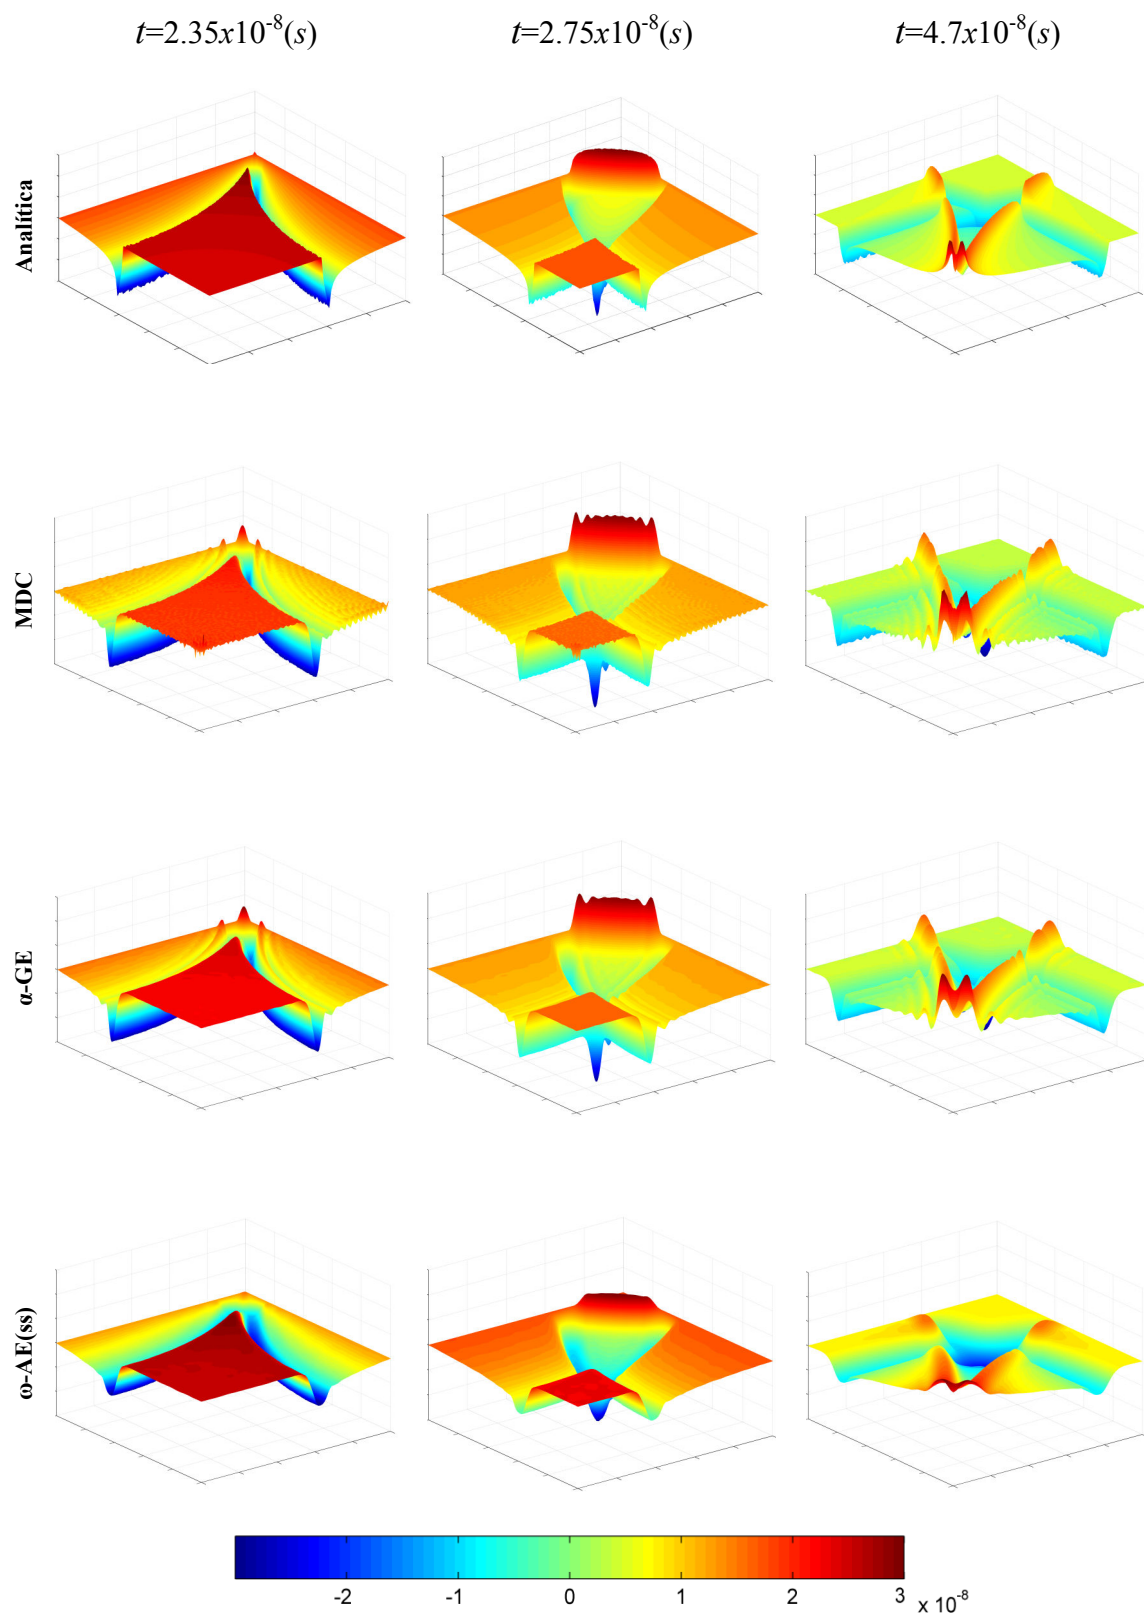 t=2.35x10⁻⁸(s) t=2.75x10⁻⁸(s) t=4.7x10⁻⁸(s)
Analítica
MDC
α-GE
ω-AE(ss)
-2 -1 0 1 2 3 x 10⁻⁸